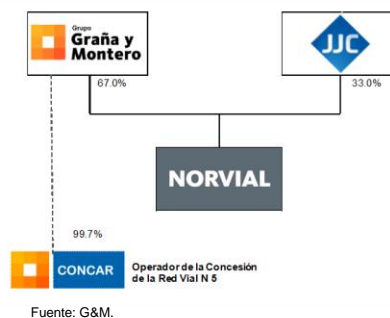 Grupo
Graña y
Montero
JJC
67.0%
33.0%
NORVIAL
99.7%
CONCAR
Operador de la Concesión
de la Red Vial N 5
Fuente: G&M.